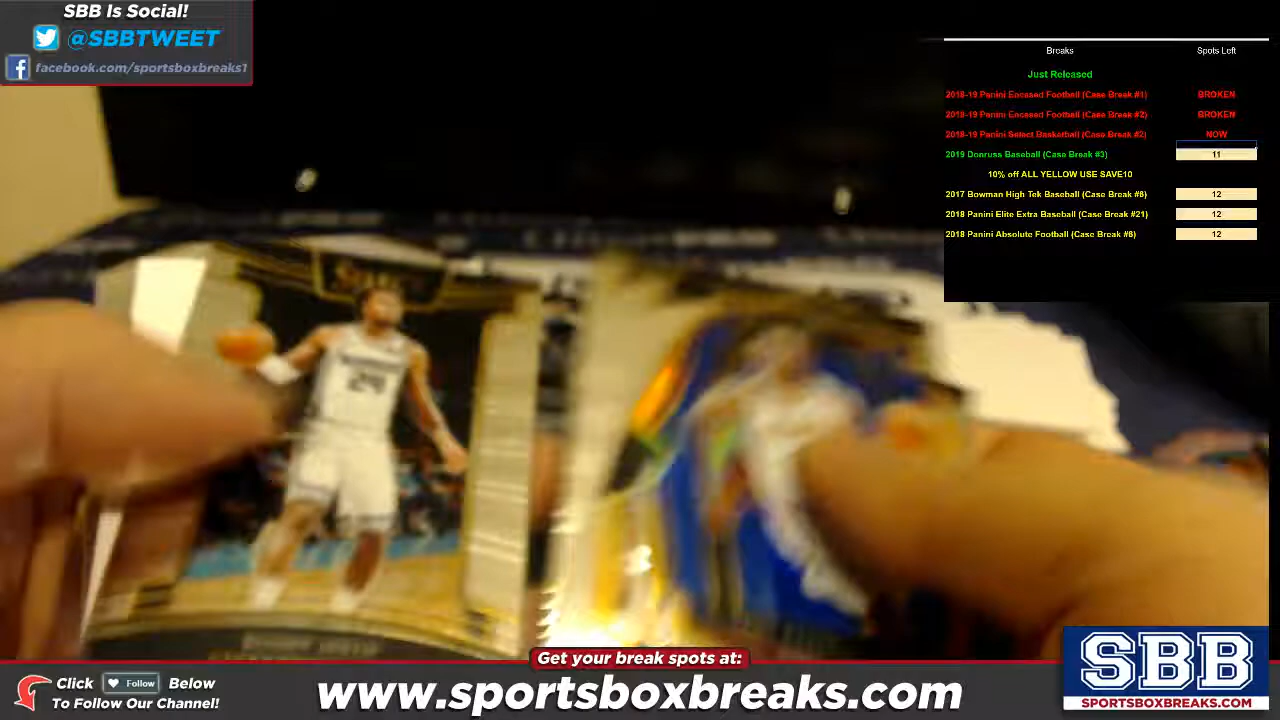 SBB Is Social!
@SBBTWEET
facebook.com/sportsboxbreaks1
Breaks Spots Left
Just Released
2018-19 Panini Encased Football (Case Break #1) BROKEN
2018-19 Panini Encased Football (Case Break #2) BROKEN
2018-19 Panini Select Basketball (Case Break #2) NOW
2019 Donruss Baseball (Case Break #3) 11
10% off ALL YELLOW USE SAVE10
2017 Bowman High Tek Baseball (Case Break #6) 12
2018 Panini Elite Extra Baseball (Case Break #21) 12
2018 Panini Absolute Football (Case Break #6) 12
24
Get your break spots at:
Click Follow Below
To Follow Our Channel!
www.sportsboxbreaks.com
SBB
SPORTSBOXBREAKS.COM